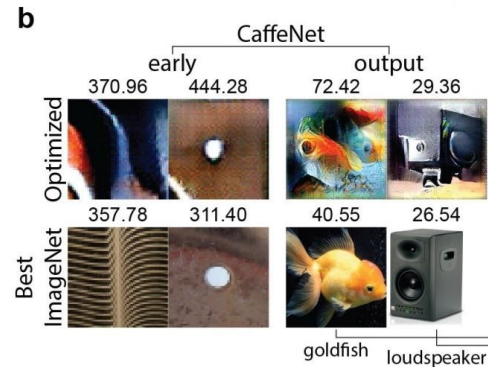 b
CaffeNet
early output
370.96 444.28 72.42 29.36
Optimized
357.78 311.40 40.55 26.54
Best
ImageNet
goldfish
loudspeaker